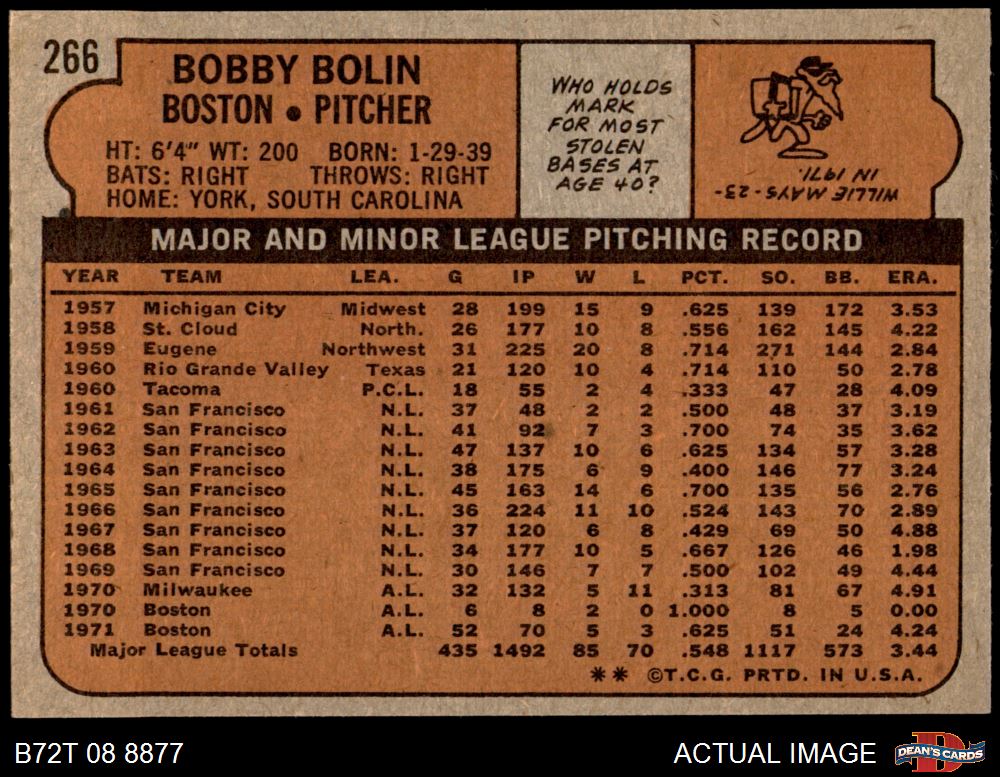 266
BOBBY BOLIN
BOSTON • PITCHER
HT: 6'4" WT: 200 BORN: 1-29-39
BATS: RIGHT THROWS: RIGHT
HOME: YORK, SOUTH CAROLINA
WHO HOLDS
MARK
FOR MOST
STOLEN
BASES AT
AGE 40?
WILLIE MAYS-23-
IN 1971.
MAJOR AND MINOR LEAGUE PITCHING RECORD
YEAR TEAM LEA. G IP W L PCT. SO. BB. ERA.
1957 Michigan City Midwest 28 199 15 9 .625 139 172 3.53
1958 St. Cloud North. 26 177 10 8 .556 162 145 4.22
1959 Eugene Northwest 31 225 20 8 .714 271 144 2.84
1960 Rio Grande Valley Texas 21 120 10 4 .714 110 50 2.78
1960 Tacoma P.C.L. 18 55 2 4 .333 47 28 4.09
1961 San Francisco N.L. 37 48 2 2 .500 48 37 3.19
1962 San Francisco N.L. 41 92 7 3 .700 74 35 3.62
1963 San Francisco N.L. 47 137 10 6 .625 134 57 3.28
1964 San Francisco N.L. 38 175 6 9 .400 146 77 3.24
1965 San Francisco N.L. 45 163 14 6 .700 135 56 2.76
1966 San Francisco N.L. 36 224 11 10 .524 143 70 2.89
1967 San Francisco N.L. 37 120 6 8 .429 69 50 4.88
1968 San Francisco N.L. 34 177 10 5 .667 126 46 1.98
1969 San Francisco N.L. 30 146 7 7 .500 102 49 4.44
1970 Milwaukee A.L. 32 132 5 11 .313 81 67 4.91
1970 Boston A.L. 6 8 2 0 1.000 8 5 0.00
1971 Boston A.L. 52 70 5 3 .625 51 24 4.24
Major League Totals 435 1492 85 70 .548 1117 573 3.44
** ©T.C.G. PRTD. IN U.S.A.
B72T 08 8877
ACTUAL IMAGE
DEAN'S CARDS